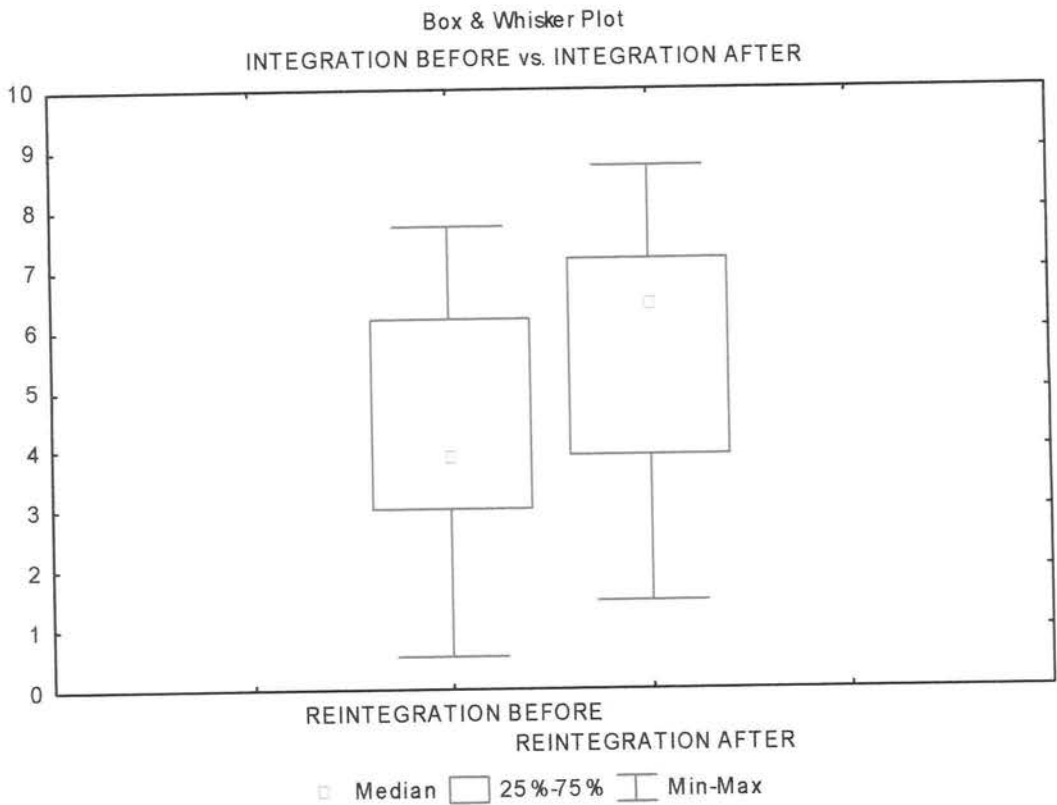 Box & Whisker Plot
INTEGRATION BEFORE vs. INTEGRATION AFTER
10
9
8
7
6
5
4
3
2
1
0
REINTEGRATION BEFORE
REINTEGRATION AFTER
Median 25%-75% Min-Max